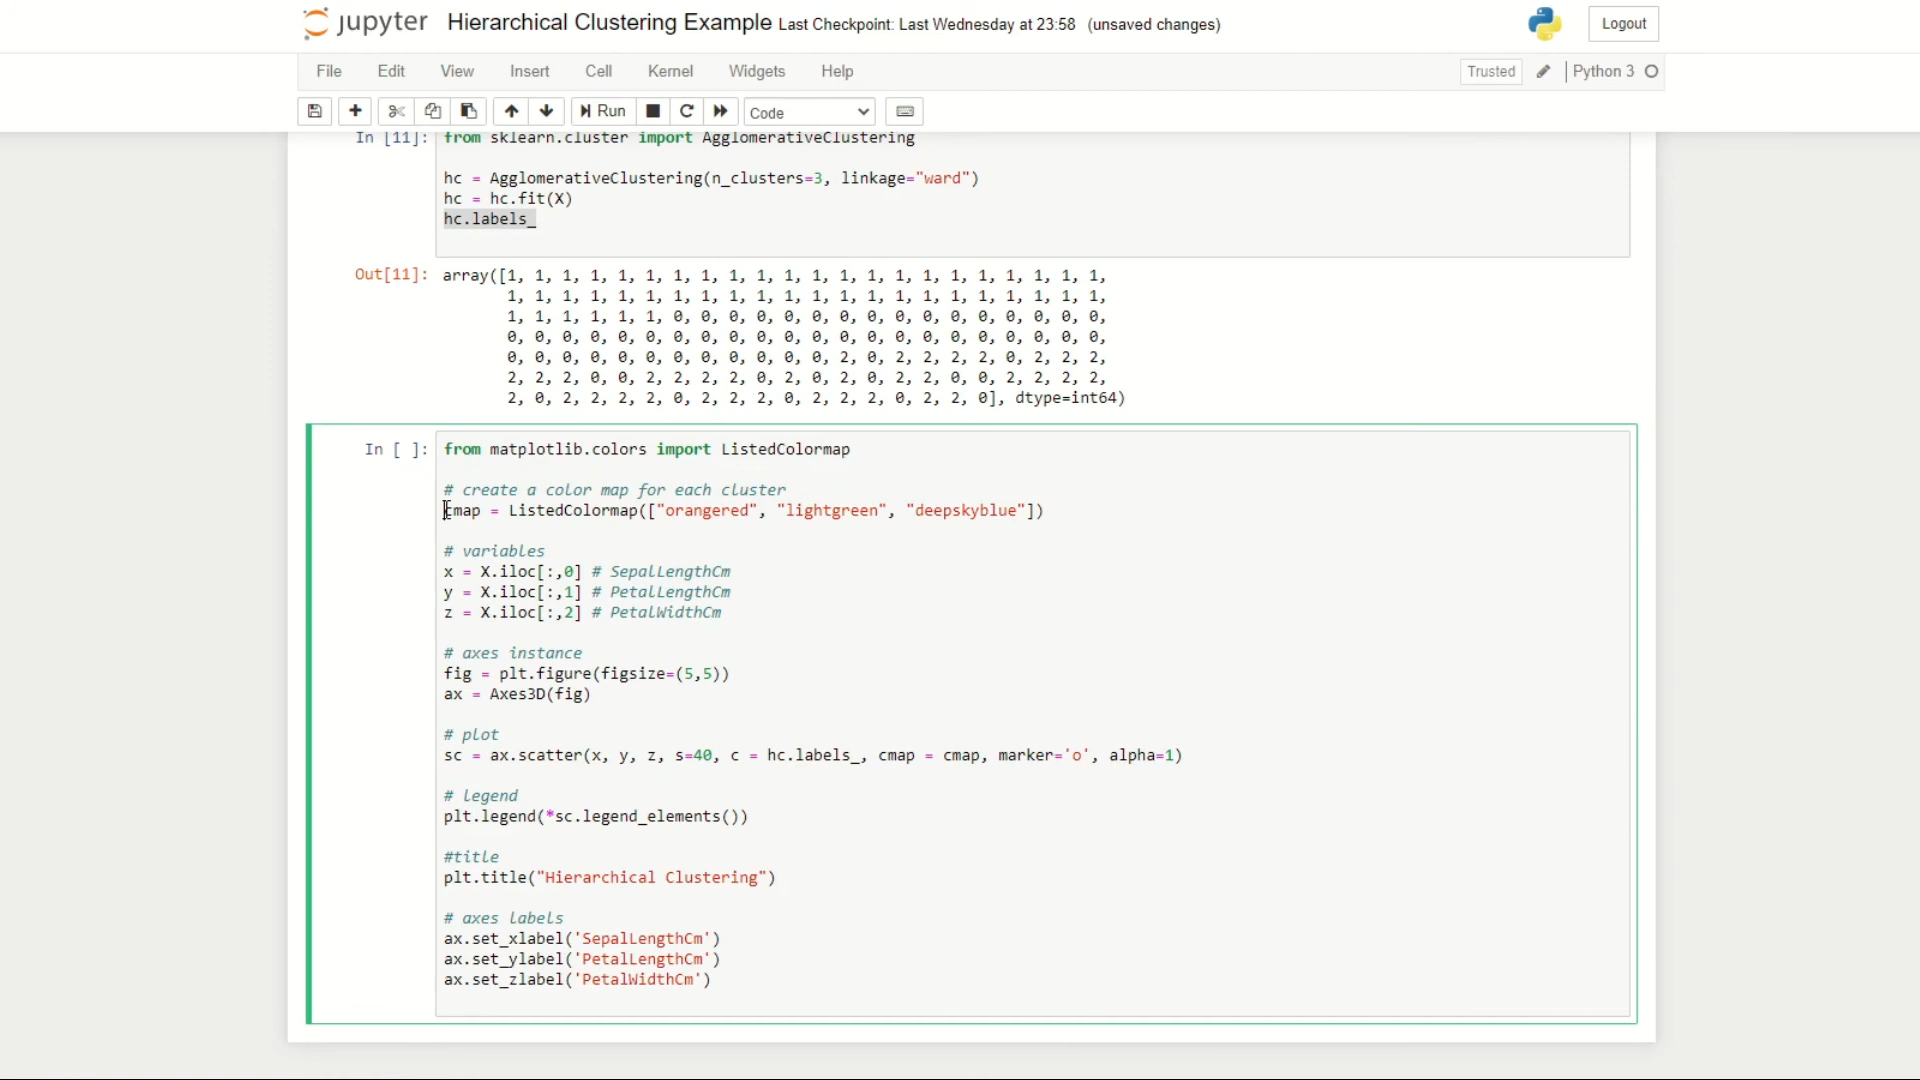 jupyter Hierarchical Clustering Example Last Checkpoint: Last Wednesday at 23:58 (unsaved changes) Logout
File Edit View Insert Cell Kernel Widgets Help Trusted Python 3
Run Code
In [11]: from sklearn.cluster import AgglomerativeClustering
hc = AgglomerativeClustering(n_clusters=3, linkage="ward")
hc = hc.fit(X)
hc.labels_
Out[11]: array([1, 1, 1, 1, 1, 1, 1, 1, 1, 1, 1, 1, 1, 1, 1, 1, 1, 1, 1, 1, 1, 1,
1, 1, 1, 1, 1, 1, 1, 1, 1, 1, 1, 1, 1, 1, 1, 1, 1, 1, 1, 1, 1, 1,
1, 1, 1, 1, 1, 1, 0, 0, 0, 0, 0, 0, 0, 0, 0, 0, 0, 0, 0, 0, 0, 0,
0, 0, 0, 0, 0, 0, 0, 0, 0, 0, 0, 0, 0, 0, 0, 0, 0, 0, 0, 0, 0, 0,
0, 0, 0, 0, 0, 0, 0, 0, 0, 0, 0, 0, 2, 0, 2, 2, 2, 2, 0, 2, 2, 2,
2, 2, 2, 0, 0, 2, 2, 2, 2, 0, 2, 0, 2, 0, 2, 2, 0, 0, 2, 2, 2, 2,
2, 0, 2, 2, 2, 2, 0, 2, 2, 2, 0, 2, 2, 2, 0, 2, 2, 0], dtype=int64)
In [ ]: from matplotlib.colors import ListedColormap
# create a color map for each cluster
cmap = ListedColormap(["orangered", "lightgreen", "deepskyblue"])
# variables
x = X.iloc[:,0] # SepalLengthCm
y = X.iloc[:,1] # PetalLengthCm
z = X.iloc[:,2] # PetalWidthCm
# axes instance
fig = plt.figure(figsize=(5,5))
ax = Axes3D(fig)
# plot
sc = ax.scatter(x, y, z, s=40, c = hc.labels_, cmap = cmap, marker='o', alpha=1)
# legend
plt.legend(*sc.legend_elements())
#title
plt.title("Hierarchical Clustering")
# axes labels
ax.set_xlabel('SepalLengthCm')
ax.set_ylabel('PetalLengthCm')
ax.set_zlabel('PetalWidthCm')